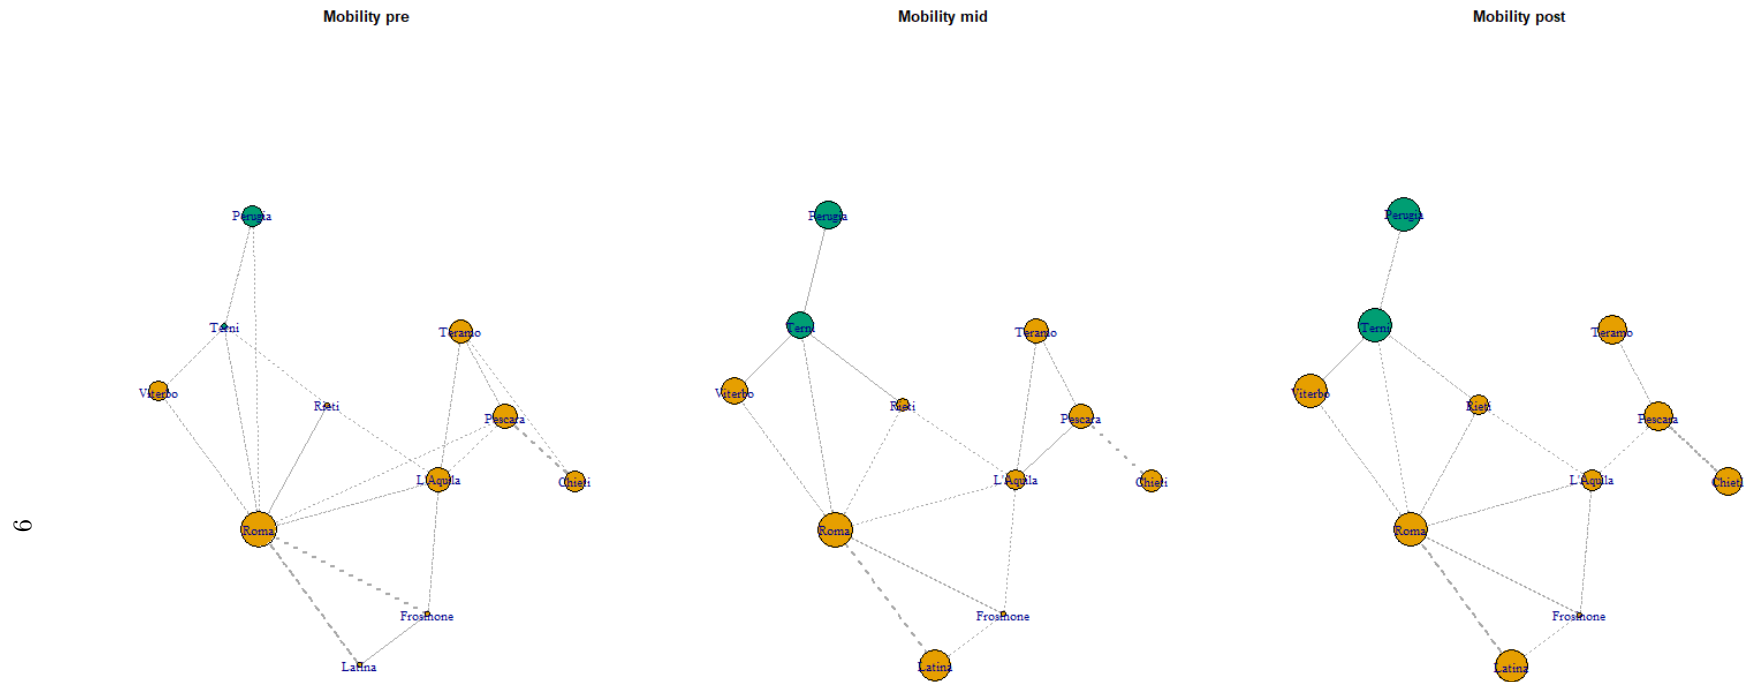 Mobility pre
Perugia
Terni
Teramo
Viterbo
Rieti
Pescara
L'Aquila
Chieti
Roma
Frosinone
Latina
Mobility mid
Perugia
Terni
Teramo
Viterbo
Rieti
Pescara
L'Aquila
Chieti
Roma
Frosinone
Latina
Mobility post
Perugia
Terni
Teramo
Viterbo
Rieti
Pescara
L'Aquila
Chieti
Roma
Frosinone
Latina
6